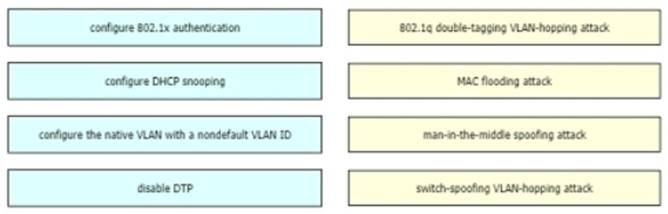 configure 802.1x authentication
802.1q double-tagging VLAN-hopping attack
configure DHCP snooping
MAC flooding attack
configure the native VLAN with a nondefault VLAN ID
man-in-the-middle spoofing attack
disable DTP
switch-spoofing VLAN-hopping attack